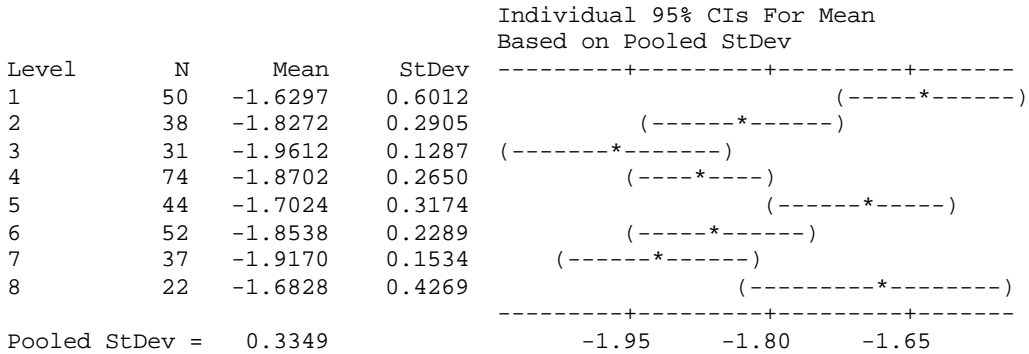 Individual 95% CIs For Mean
Based on Pooled StDev
Level N Mean StDev ---------+---------+---------+-------
1 50 -1.6297 0.6012 (-----*------)
2 38 -1.8272 0.2905 (------*------)
3 31 -1.9612 0.1287 (-------*-------)
4 74 -1.8702 0.2650 (----*----)
5 44 -1.7024 0.3174 (------*-----)
6 52 -1.8538 0.2289 (-----*------)
7 37 -1.9170 0.1534 (------*------)
8 22 -1.6828 0.4269 (---------*--------)
---------+---------+---------+-------
Pooled StDev = 0.3349 -1.95 -1.80 -1.65